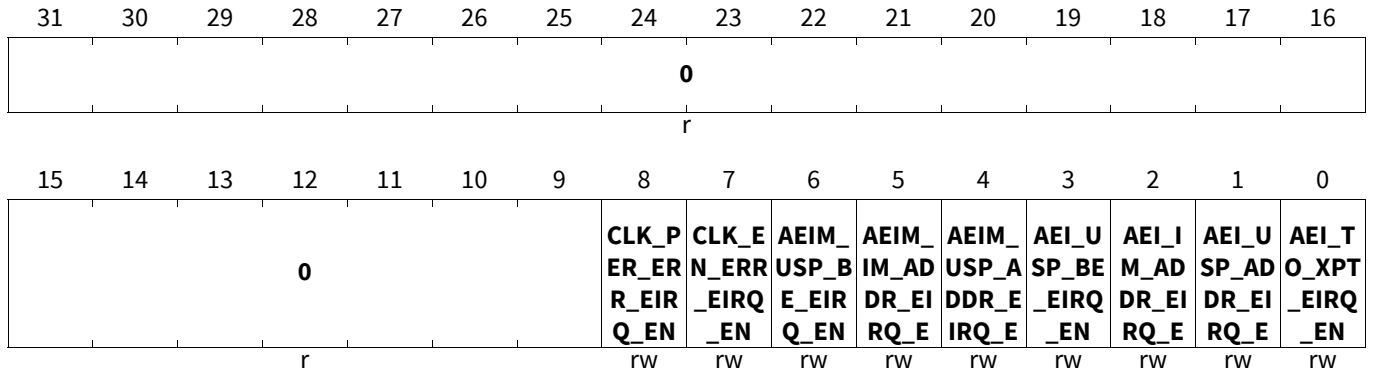 31 30 29 28 27 26 25 24 23 22 21 20 19 18 17 16
0
r
15 14 13 12 11 10 9 8 7 6 5 4 3 2 1 0
CLK_P CLK_E AEIM_ AEIM_ AEIM_ AEI_U AEI_I AEI_U AEI_T
0 ER_ER N_ERR USP_B IM_AD USP_A SP_BE M_AD SP_AD O_XPT
R_EIR _EIRQ E_EIR DR_EI DDR_E _EIRQ DR_EI DR_EI _EIRQ
Q_EN _EN Q_EN RQ_E IRQ_E _EN RQ_E RQ_E _EN
r rw rw rw rw rw rw rw rw rw